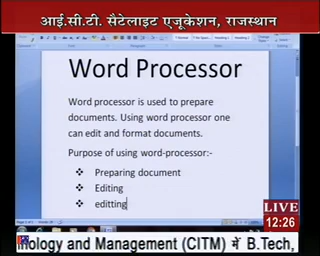 आई.सी.टी. सैटेलाइट एजूकेशन, राजस्थान
Word Processor
Word processor is used to prepare
documents. Using word processor one
can edit and format documents.
Purpose of using word-processor:-
Preparing document
Editing
editting
LIVE
12:26
nology and Management (CITM) में B.Tech,